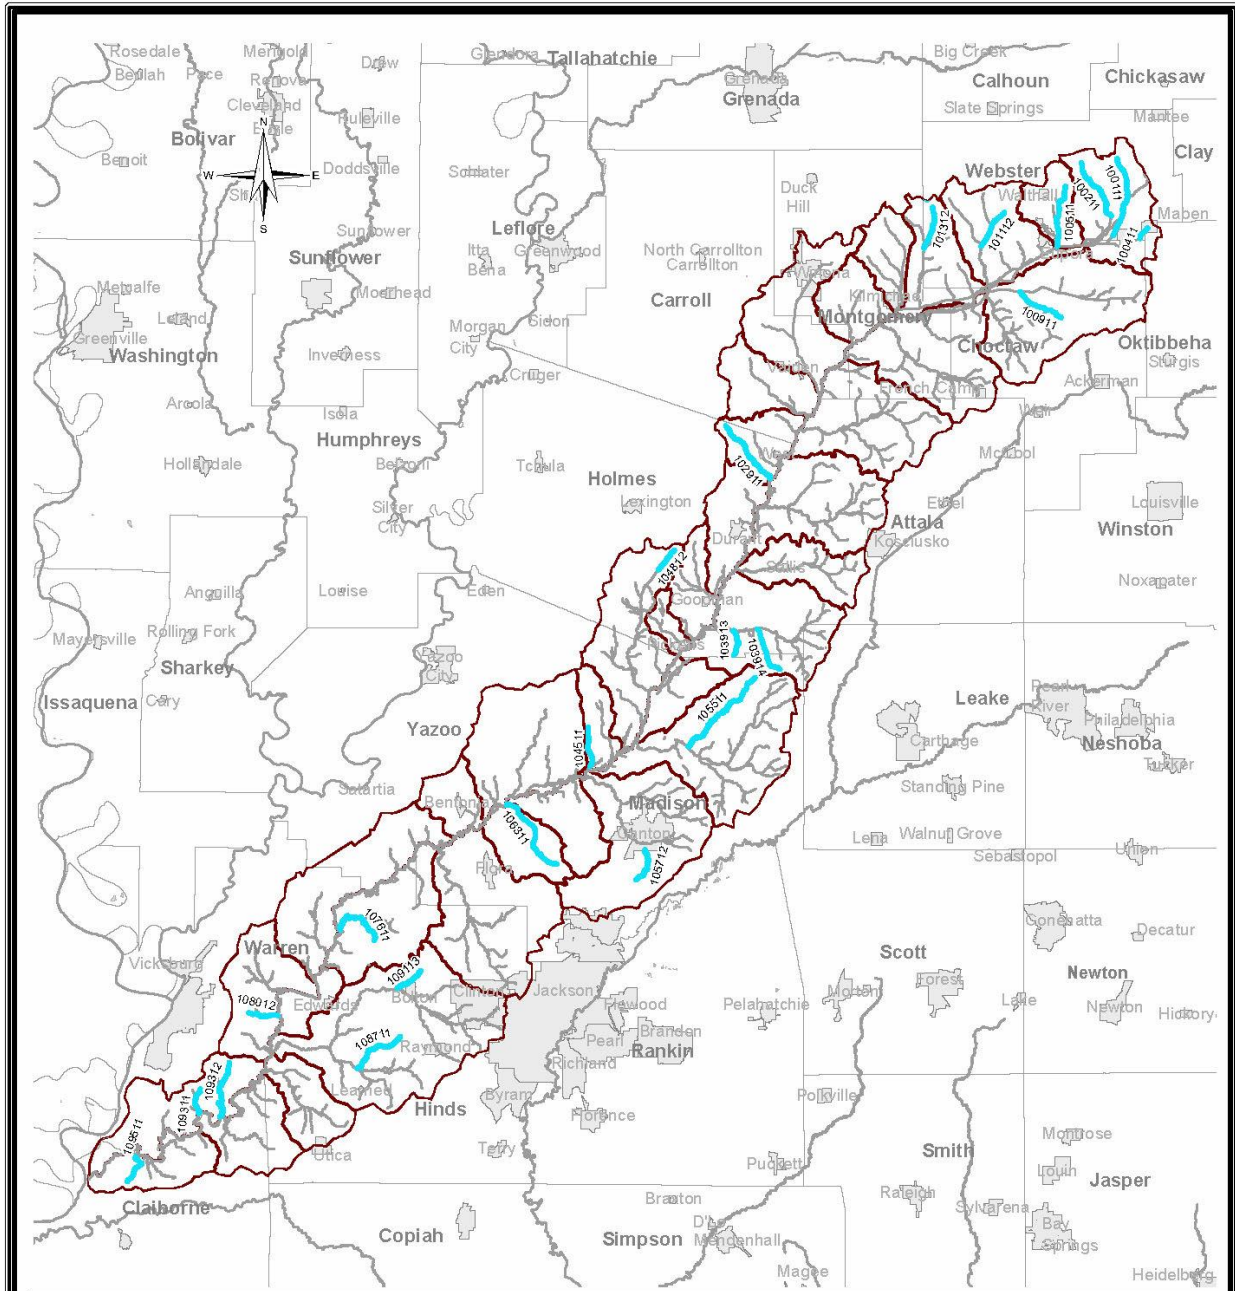 Rosedale
Merigold
Glendora
Tallahatchie
Big Creek
Beulah
Pace
Renova
Drew
Grenada
Calhoun
Chickasaw
Cleveland
Grenada
Slate Springs
Mantee
Ruleville
Bolivar
N
Clay
Benoit
Doddsville
Schlater
Webster
W
E
Duck
Hill
Walthall
100211
100111
Maben
S
Sunflower
Leflore
101312
101112
100511
100411
Itta
Bena
Greenwood
North Carrollton
Carrollton
Sunflower
Winona
Metcalfe
Moorhead
Carroll
Kilmichael
Leland
Sidon
Montgomery
100911
Greenville
Morgan
City
Choctaw
Oktibbeha
Washington
Inverness
Vaiden
Sturgis
Cruger
French Camp
Ackerman
Arcola
Isola
Weir
Humphreys
West
McCool
Hollandale
Belzoni
Tchula
102911
Holmes
Silver
City
Lexington
Ethel
Louisville
Attala
Winston
Durant
Kosciusko
104812
Sallis
Noxapater
Anguilla
Louise
Eden
Goodman
Mayersville
Rolling Fork
103913
103914
Pickens
Sharkey
Yazoo
City
Leake
Pearl
River
Issaquena
Cary
105511
Philadelphia
Yazoo
Carthage
Neshoba
104511
Tucker
Satartia
Standing Pine
Bentonia
Madison
106311
Canton
Lena
Walnut Grove
Sebastopol
Union
Flora
105712
107611
Conehatta
Decatur
Warren
Scott
Vicksburg
109113
Newton
Forest
108012
Edwards
Bolton
Clinton
Jackson
Flowood
Pelahatchie
Morton
Lake
Newton
Hickory
108711
Raymond
Brandon
Pearl
Rankin
Richland
109312
109311
Learned
Byram
Polkville
Hinds
Florence
109511
Terry
Smith
Montrose
Utica
Puckett
Louin
Jasper
Claiborne
Braxton
Raleigh
Sylvarena
Copiah
Simpson
D'Lo
Mendenhall
Bay
Springs
Magee
Heidelberg